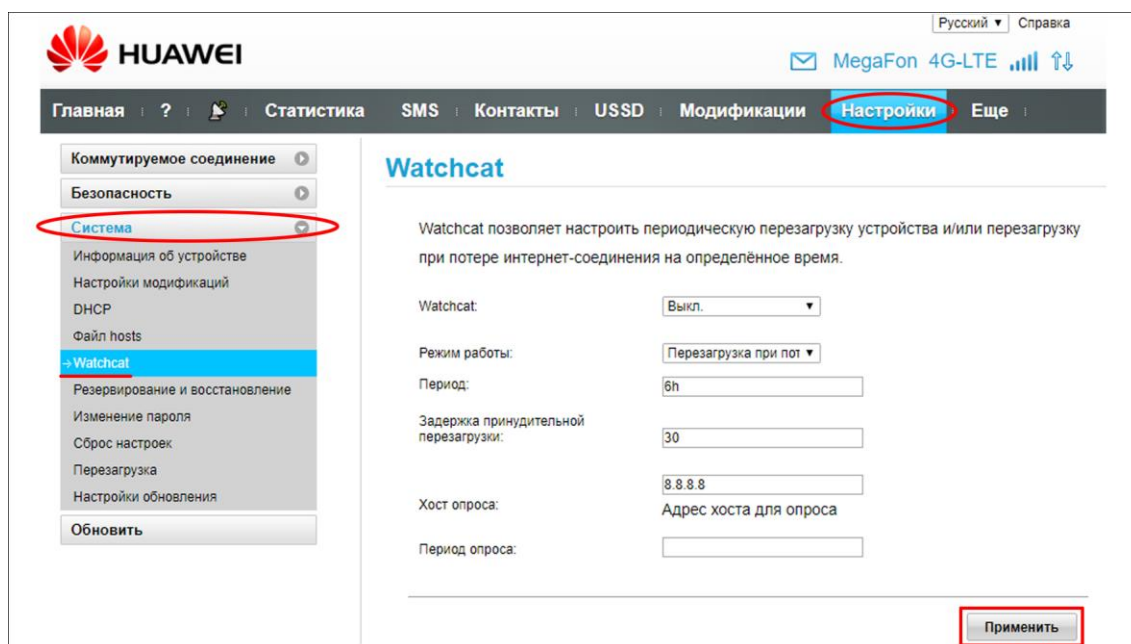 Русский Справка
HUAWEI
MegaFon 4G-LTE
Главная ? Статистика SMS Контакты USSD Модификации Настройки Еще
Коммутируемое соединение
Безопасность
Система
Информация об устройстве
Настройки модификаций
DHCP
Файл hosts
→Watchcat
Резервирование и восстановление
Изменение пароля
Сброс настроек
Перезагрузка
Настройки обновления
Обновить
Watchcat
Watchcat позволяет настроить периодическую перезагрузку устройства и/или перезагрузку
при потере интернет-соединения на определённое время.
Watchcat: Выкл.
Режим работы: Перезагрузка при пот
Период: 6h
Задержка принудительной
перезагрузки: 30
8.8.8.8
Хост опроса: Адрес хоста для опроса
Период опроса:
Применить